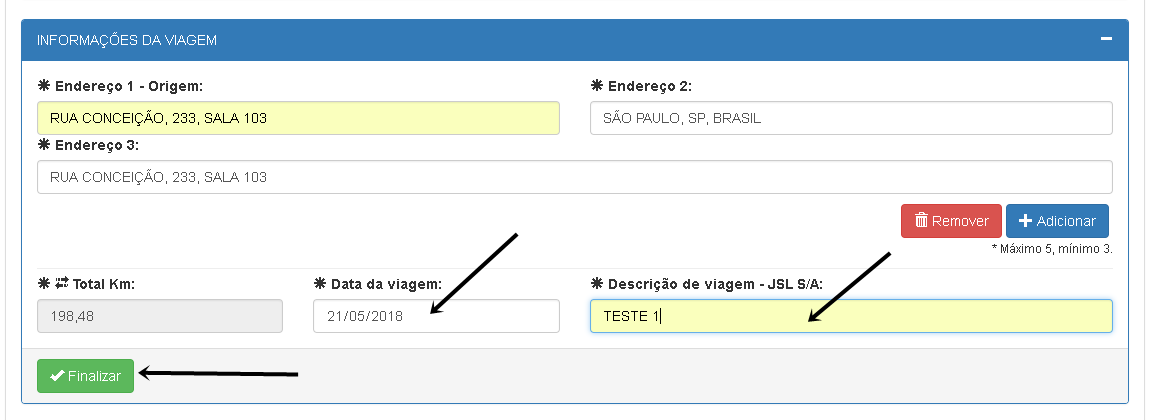 INFORMAÇÕES DA VIAGEM
* Endereço 1 - Origem:
RUA CONCEIÇÃO, 233, SALA 103
* Endereço 2:
SÃO PAULO, SP, BRASIL
* Endereço 3:
RUA CONCEIÇÃO, 233, SALA 103
Remover
Adicionar
* Máximo 5, mínimo 3.
* Total Km:
198,48
* Data da viagem:
21/05/2018
* Descrição de viagem - JSL S/A:
TESTE 1
Finalizar